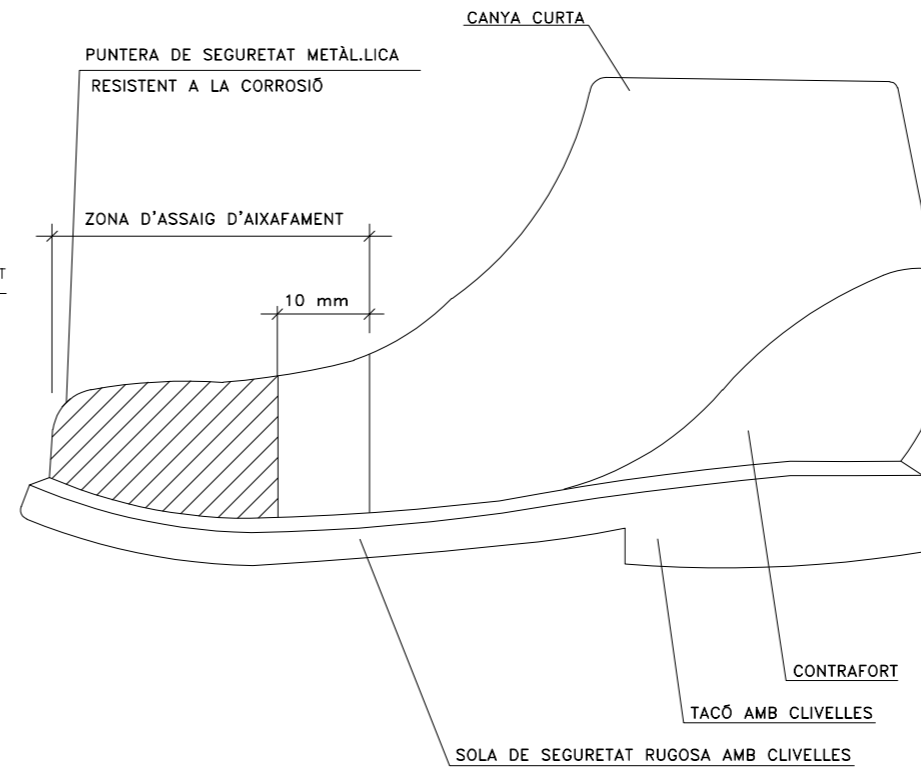 CANYA CURTA
PUNTERA DE SEGURETAT METÀL.LICA
RESISTENT A LA CORROSIÓ
ZONA D'ASSAIG D'AIXAFAMENT
T
10 mm
CONTRAFORT
TACÓ AMB CLIVELLES
SOLA DE SEGURETAT RUGOSA AMB CLIVELLES